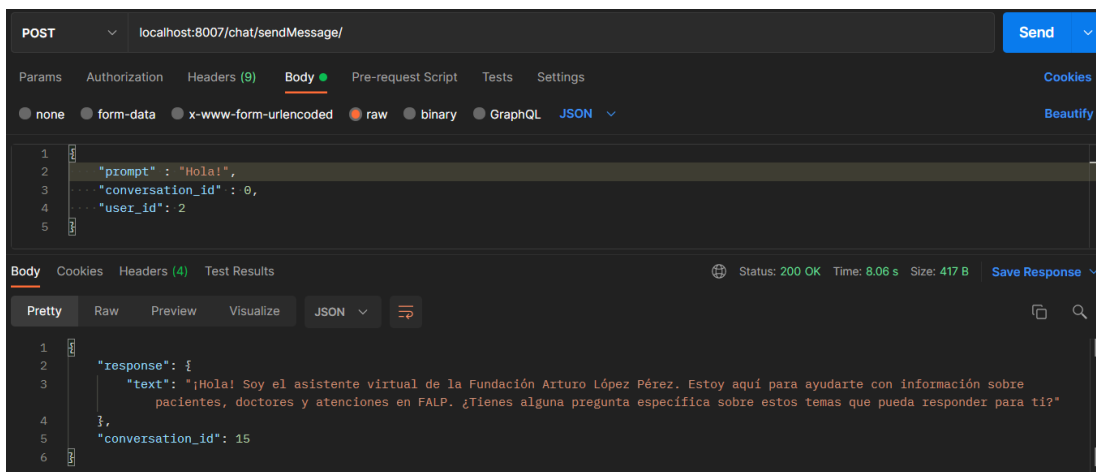 POST localhost:8007/chat/sendMessage/ Send
Params Authorization Headers (9) Body Pre-request Script Tests Settings Cookies
none form-data x-www-form-urlencoded raw binary GraphQL JSON Beautify
1 {
2 "prompt" : "Hola!",
3 "conversation_id" : 0,
4 "user_id": 2
5 }
Body Cookies Headers (4) Test Results Status: 200 OK Time: 8.06 s Size: 417 B Save Response
Pretty Raw Preview Visualize JSON
1 {
2 "response": {
3 "text": "¡Hola! Soy el asistente virtual de la Fundación Arturo López Pérez. Estoy aquí para ayudarte con información sobre
pacientes, doctores y atenciones en FALP. ¿Tienes alguna pregunta específica sobre estos temas que pueda responder para ti?"
4 },
5 "conversation_id": 15
6 }